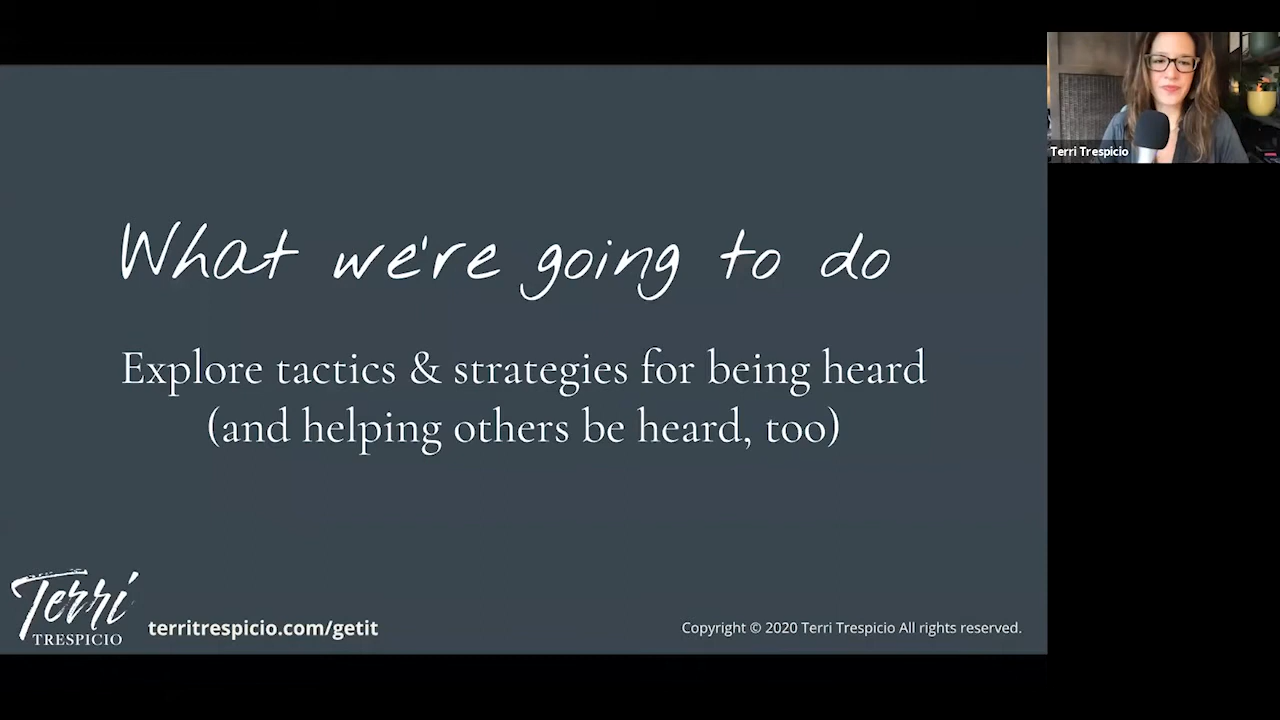 What we're going to do
Explore tactics & strategies for being heard
(and helping others be heard, too)
Terri
TRESPICIO
territrespicio.com/getit
Copyright © 2020 Terri Trespicio All rights reserved.
Terri Trespicio